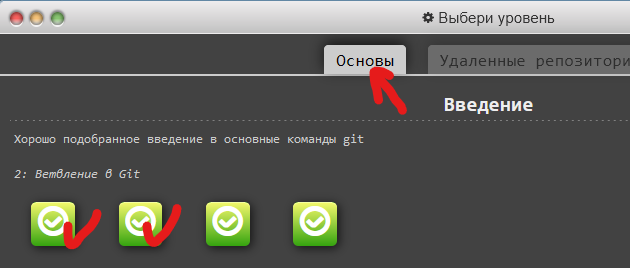 Выбери уровень
Основы
Удаленные репозитори
Введение
Хорошо подобранное введение в основные команды git
2: Ветвление в Git